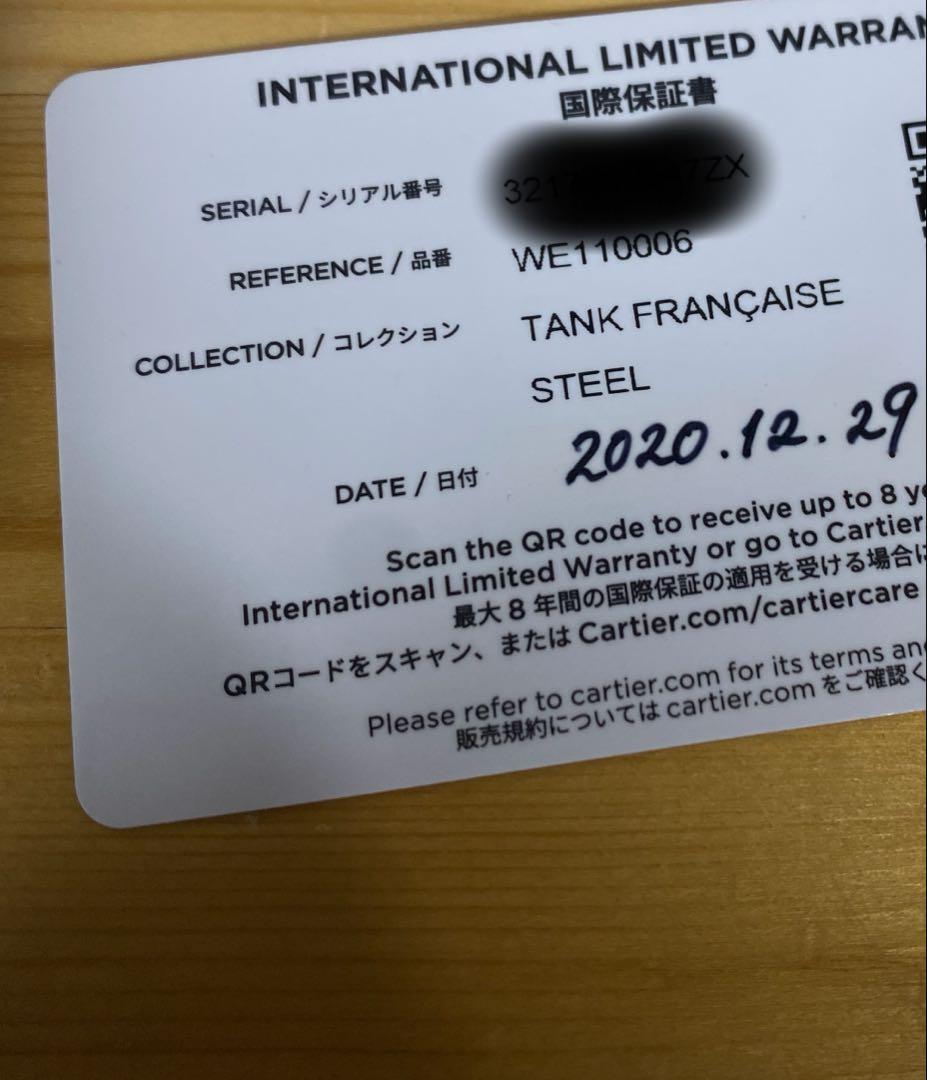 INTERNATIONAL LIMITED WARRAN
国際保証書
SERIAL / シリアル番号 321 7ZX
REFERENCE / 品番 WE110006
COLLECTION / コレクション TANK FRANÇAISE
STEEL
DATE / 日付 2020.12.29
Scan the QR code to receive up to 8 ye
International Limited Warranty or go to Cartier.
最大 8 年間の国際保証の適用を受ける場合に
QRコードをスキャン、または Cartier.com/cartiercare
Please refer to cartier.com for its terms and
販売規約については cartier.com をご確認く